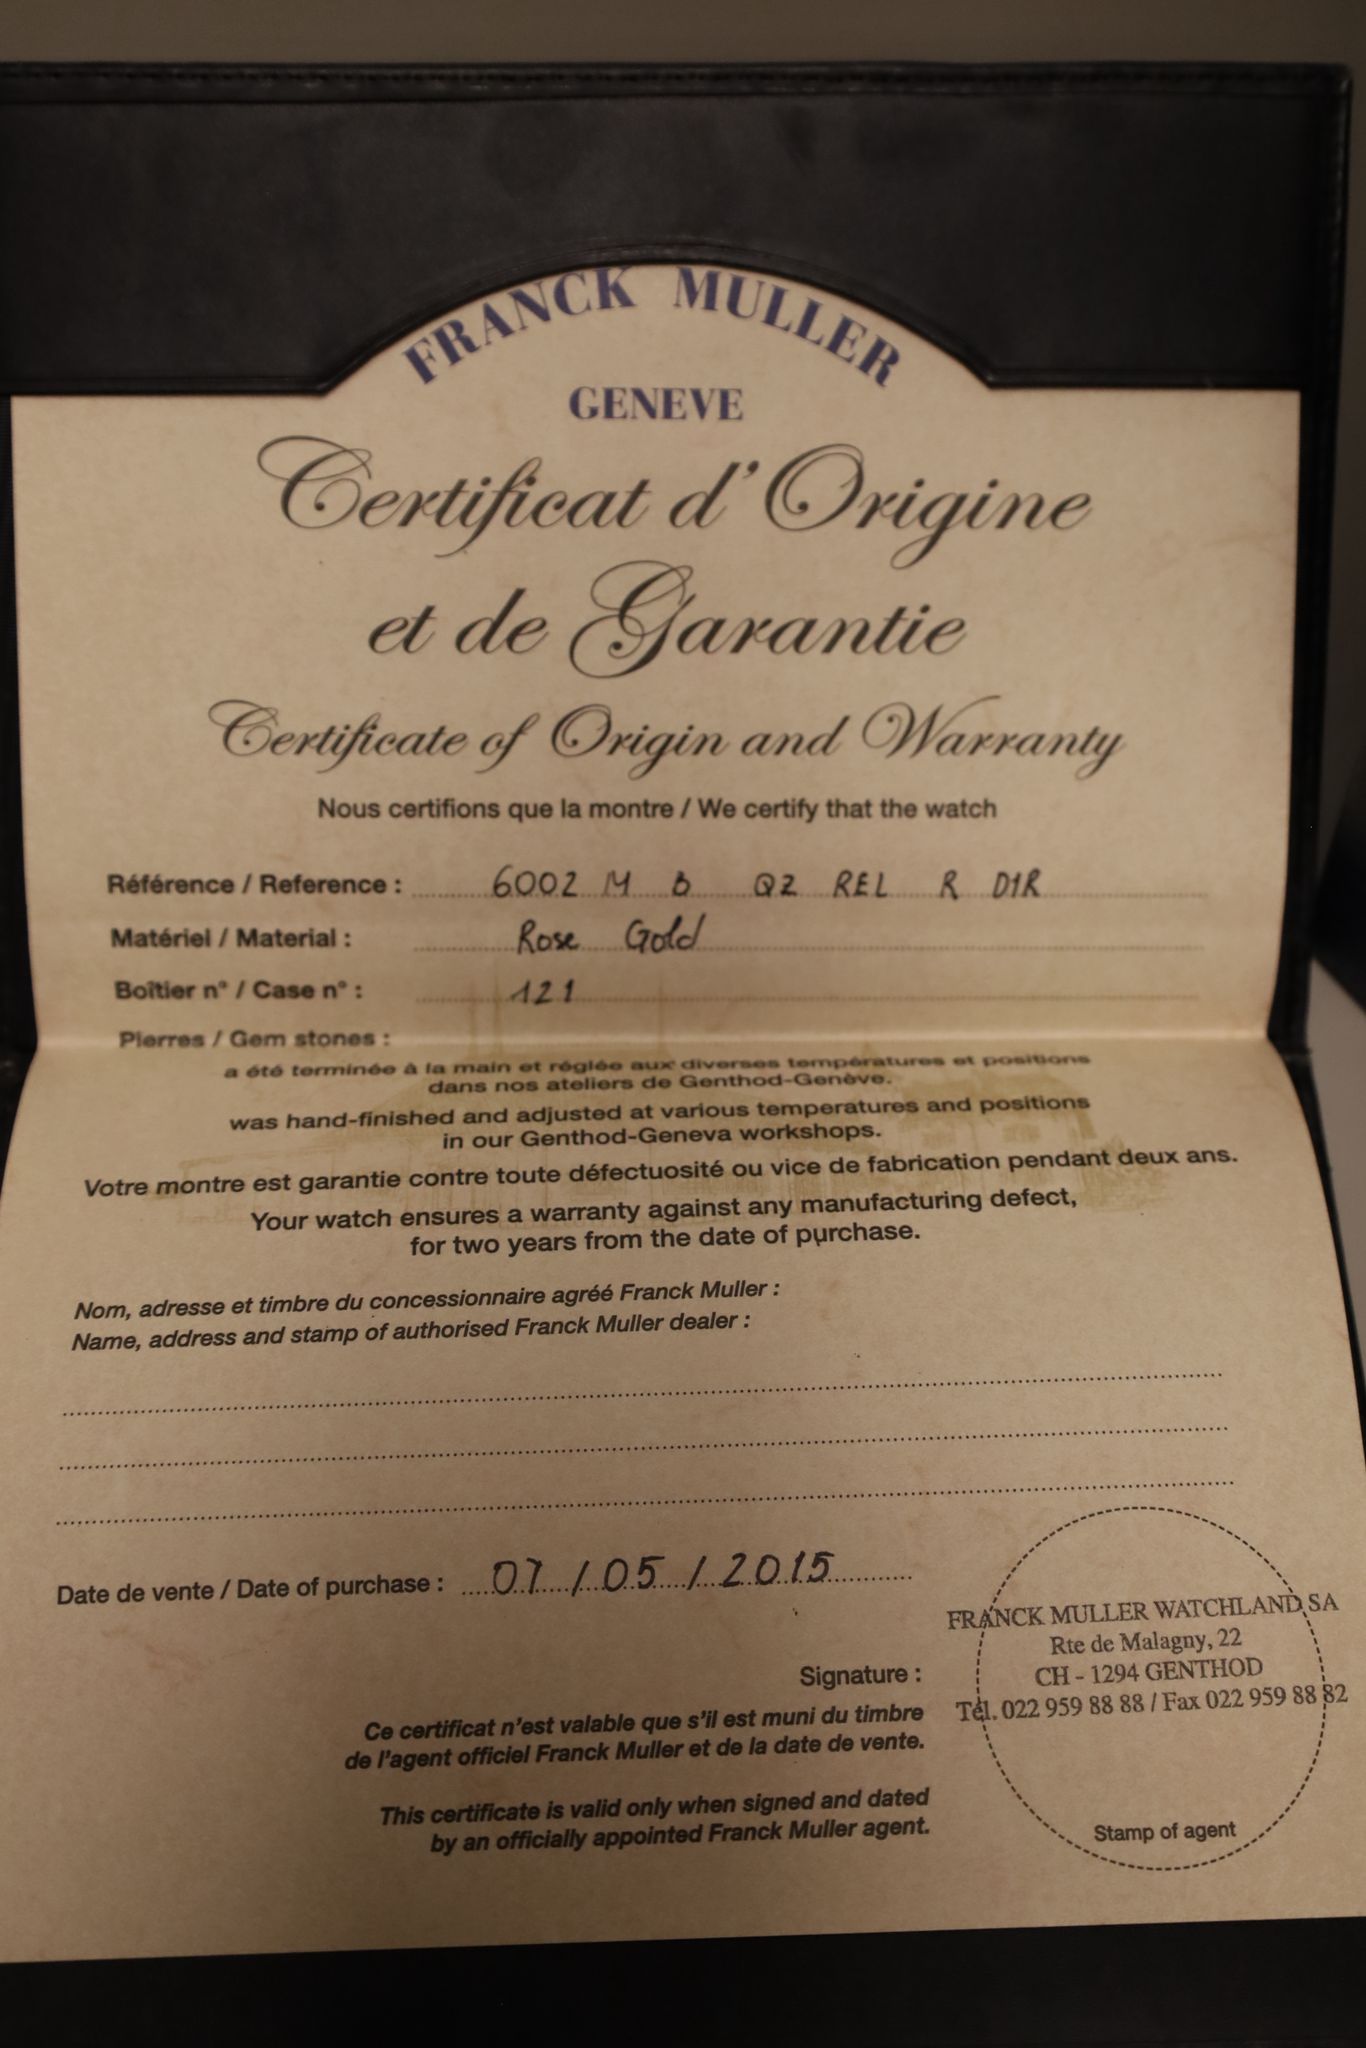 FRANCK MULLER
GENEVE
Certificat d'Origine
et de Garantie
Certificate of Origin and Warranty
Nous certifions que la montre / We certify that the watch
Référence / Reference : 6002 M B QZ REL R D1R
Matériel / Material : Rose Gold
Boîtier n° / Case n° : 121
Pierres / Gem stones :
a été terminée à la main et réglée aux diverses températures et positions
dans nos ateliers de Genthod-Genève.
was hand-finished and adjusted at various temperatures and positions
in our Genthod-Geneva workshops.
Votre montre est garantie contre toute défectuosité ou vice de fabrication pendant deux ans.
Your watch ensures a warranty against any manufacturing defect,
for two years from the date of purchase.
Nom, adresse et timbre du concessionnaire agréé Franck Muller :
Name, address and stamp of authorised Franck Muller dealer :
Date de vente / Date of purchase : 07 / 05 / 2015
FRANCK MULLER WATCHLAND SA
Rte de Malagny, 22
CH - 1294 GENTHOD
Tél. 022 959 88 88 / Fax 022 959 88 82
Signature :
Ce certificat n'est valable que s'il est muni du timbre
de l'agent officiel Franck Muller et de la date de vente.
This certificate is valid only when signed and dated
by an officially appointed Franck Muller agent.
Stamp of agent